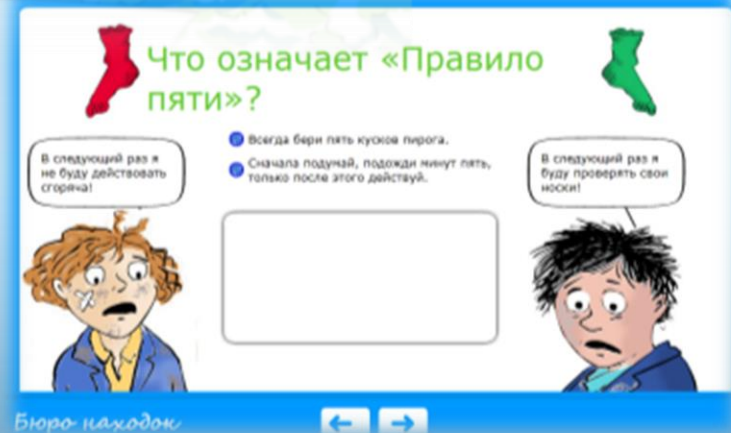 Что означает «Правило
пяти»?
Всегда бери пять кусков пирога.
Сначала подумай, подожди минут пять,
только после этого действуй.
В следующий раз я
не буду действовать
сгоряча!
В следующий раз я
буду проверять свои
носки!
Бюро находок